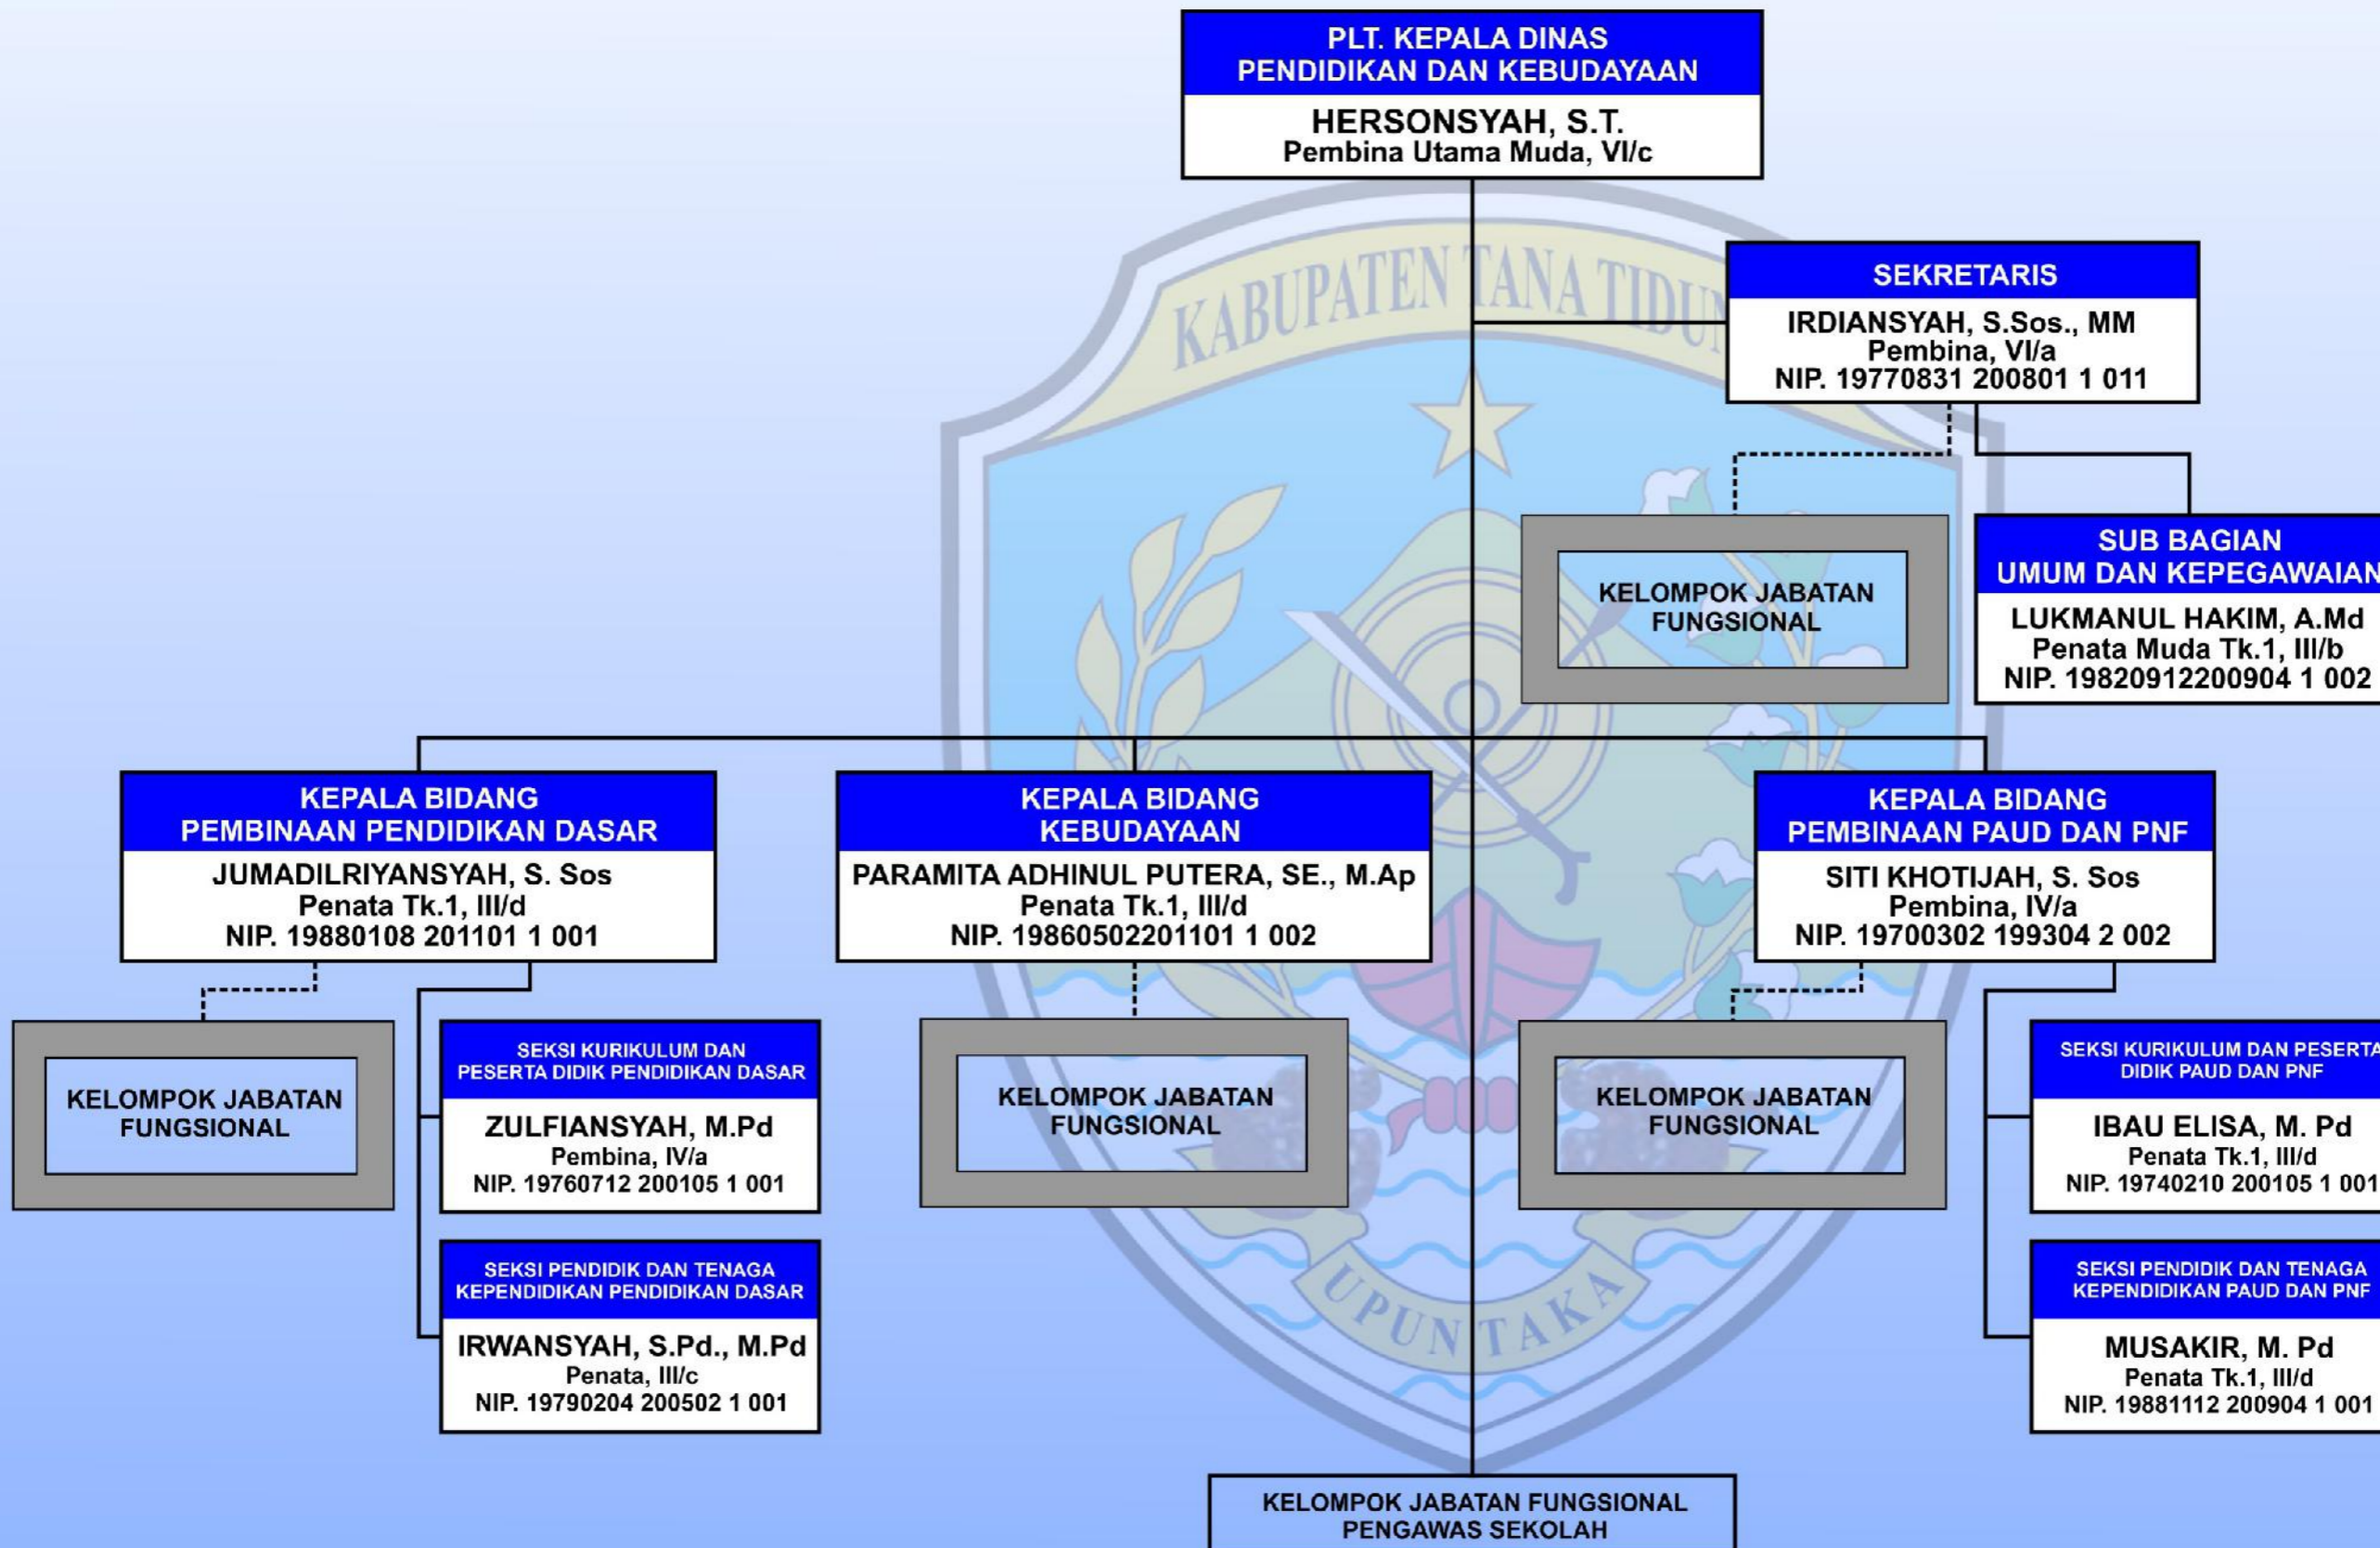 PLT. KEPALA DINAS
PENDIDIKAN DAN KEBUDAYAAN
HERSONSYAH, S.T.
Pembina Utama Muda, VI/c
KABUPATEN TANA TIDUN
SEKRETARIS
IRDIANSYAH, S.Sos., MM
Pembina, VI/a
NIP. 19770831 200801 1 011
KELOMPOK JABATAN
FUNGSIONAL
SUB BAGIAN
UMUM DAN KEPEGAWAIAN
LUKMANUL HAKIM, A.Md
Penata Muda Tk.1, III/b
NIP. 19820912200904 1 002
KEPALA BIDANG
PEMBINAAN PENDIDIKAN DASAR
JUMADILRIYANSYAH, S. Sos
Penata Tk.1, III/d
NIP. 19880108 201101 1 001
KEPALA BIDANG
KEBUDAYAAN
PARAMITA ADHINUL PUTERA, SE., M.Ap
Penata Tk.1, III/d
NIP. 19860502201101 1 002
KEPALA BIDANG
PEMBINAAN PAUD DAN PNF
SITI KHOTIJAH, S. Sos
Pembina, IV/a
NIP. 19700302 199304 2 002
KELOMPOK JABATAN
FUNGSIONAL
SEKSI KURIKULUM DAN
PESERTA DIDIK PENDIDIKAN DASAR
ZULFIANSYAH, M.Pd
Pembina, IV/a
NIP. 19760712 200105 1 001
SEKSI PENDIDIK DAN TENAGA
KEPENDIDIKAN PENDIDIKAN DASAR
IRWANSYAH, S.Pd., M.Pd
Penata, III/c
NIP. 19790204 200502 1 001
KELOMPOK JABATAN
FUNGSIONAL
KELOMPOK JABATAN
FUNGSIONAL
SEKSI KURIKULUM DAN PESERTA
DIDIK PAUD DAN PNF
IBAU ELISA, M. Pd
Penata Tk.1, III/d
NIP. 19740210 200105 1 001
SEKSI PENDIDIK DAN TENAGA
KEPENDIDIKAN PAUD DAN PNF
MUSAKIR, M. Pd
Penata Tk.1, III/d
NIP. 19881112 200904 1 001
UPUN TAKA
KELOMPOK JABATAN FUNGSIONAL
PENGAWAS SEKOLAH